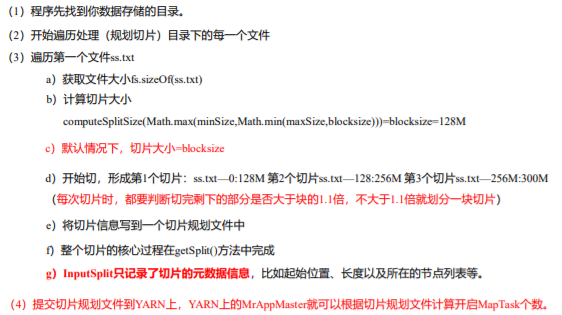 （1）程序先找到你数据存储的目录。
（2）开始遍历处理（规划切片）目录下的每一个文件
（3）遍历第一个文件ss.txt
a）获取文件大小fs.sizeOf(ss.txt)
b）计算切片大小
computeSplitSize(Math.max(minSize,Math.min(maxSize,blocksize)))=blocksize=128M
c）默认情况下，切片大小=blocksize
d）开始切，形成第1个切片：ss.txt—0:128M 第2个切片ss.txt—128:256M 第3个切片ss.txt—256M:300M
（每次切片时，都要判断切完剩下的部分是否大于块的1.1倍，不大于1.1倍就划分一块切片）
e）将切片信息写到一个切片规划文件中
f）整个切片的核心过程在getSplit()方法中完成
g）InputSplit只记录了切片的元数据信息，比如起始位置、长度以及所在的节点列表等。
（4）提交切片规划文件到YARN上，YARN上的MrAppMaster就可以根据切片规划文件计算开启MapTask个数。